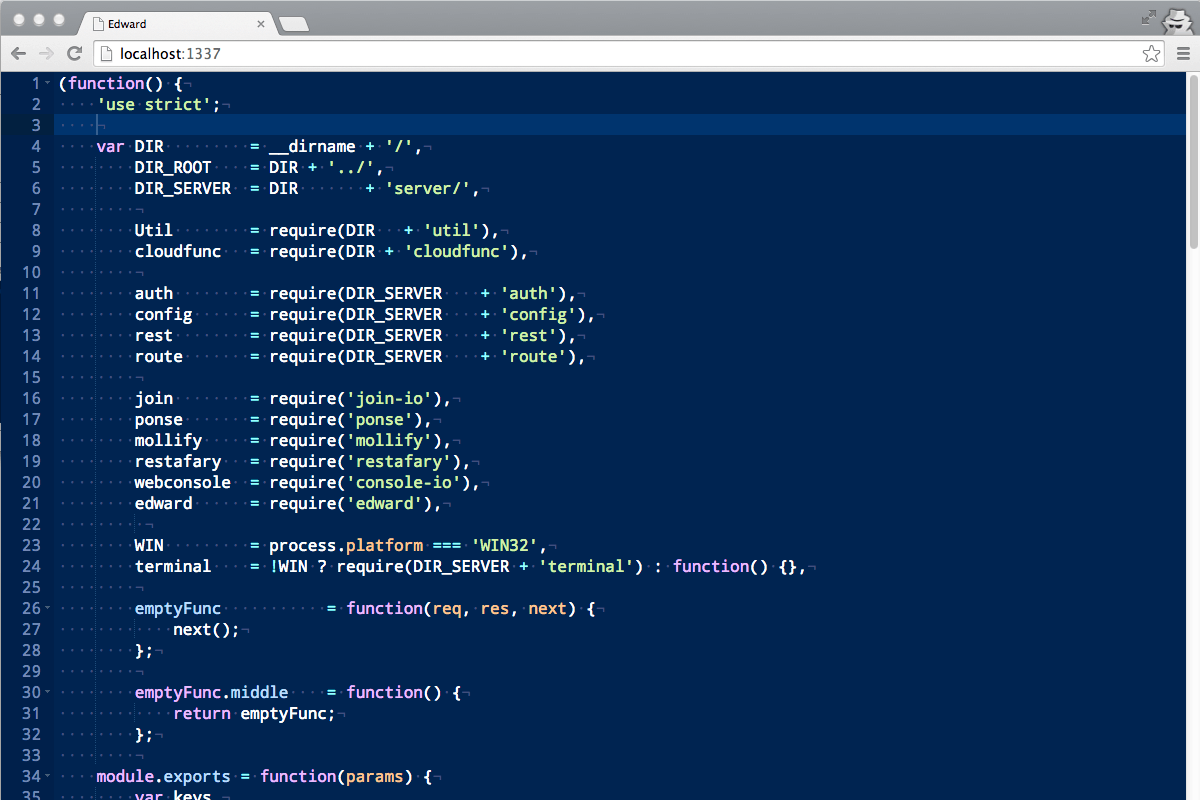 Edward
localhost:1337
1 (function() {
2 'use strict';
3
4 var DIR = __dirname + '/',
5 DIR_ROOT = DIR + '../',
6 DIR_SERVER = DIR + 'server/',
7
8 Util = require(DIR + 'util'),
9 cloudfunc = require(DIR + 'cloudfunc'),
10
11 auth = require(DIR_SERVER + 'auth'),
12 config = require(DIR_SERVER + 'config'),
13 rest = require(DIR_SERVER + 'rest'),
14 route = require(DIR_SERVER + 'route'),
15
16 join = require('join-io'),
17 ponse = require('ponse'),
18 mollify = require('mollify'),
19 restafary = require('restafary'),
20 webconsole = require('console-io'),
21 edward = require('edward'),
22
23 WIN = process.platform === 'WIN32',
24 terminal = !WIN ? require(DIR_SERVER + 'terminal') : function() {},
25
26 emptyFunc = function(req, res, next) {
27 next();
28 };
29
30 emptyFunc.middle = function() {
31 return emptyFunc;
32 };
33
34 module.exports = function(params) {
35 var keys